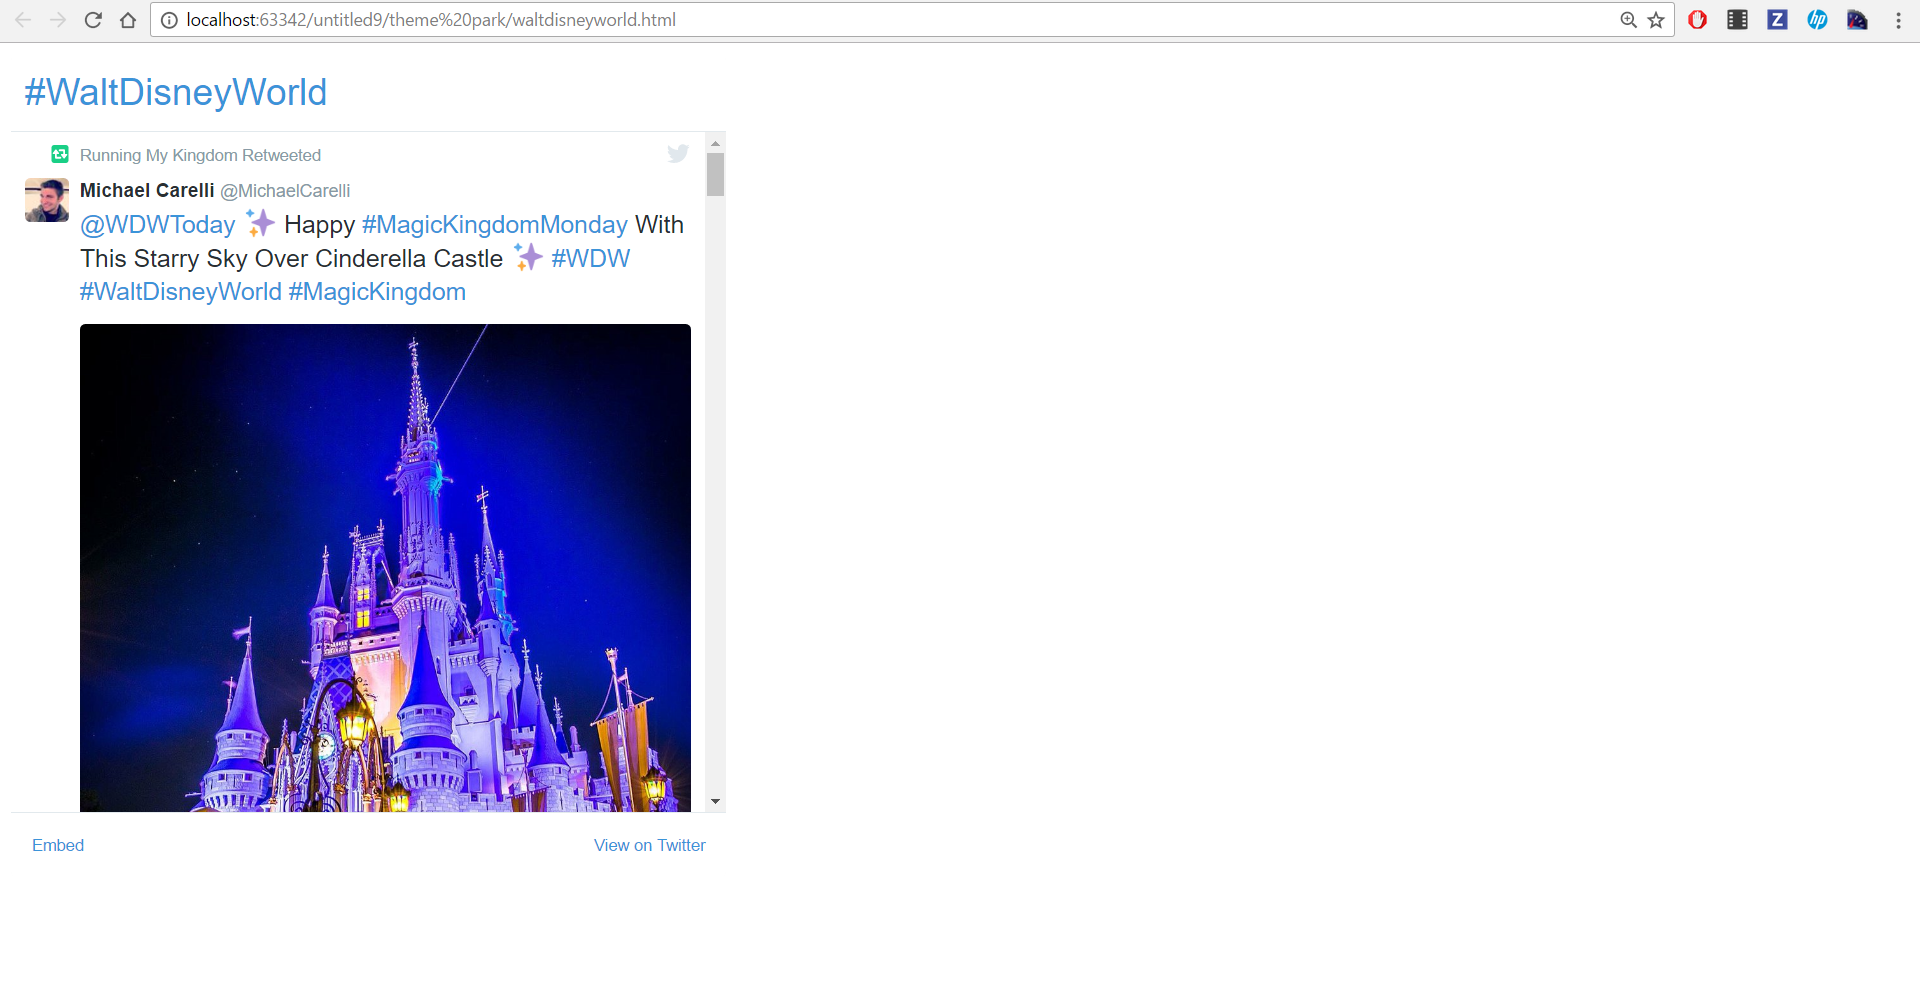 localhost:63342/untitled9/theme%20park/waltdisneyworld.html
#WaltDisneyWorld
Running My Kingdom Retweeted
Michael Carelli @MichaelCarelli
@WDWToday ✨ Happy #MagicKingdomMonday With
This Starry Sky Over Cinderella Castle ✨ #WDW
#WaltDisneyWorld #MagicKingdom
Embed
View on Twitter
Z
hp